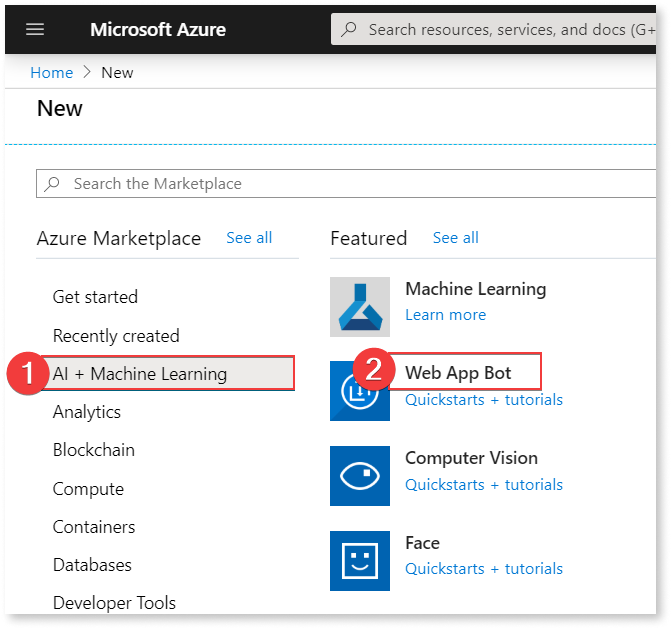 Microsoft Azure
Search resources, services, and docs (G+
Home > New
New
Search the Marketplace
Azure Marketplace See all
Get started
Recently created
1 AI + Machine Learning
Analytics
Blockchain
Compute
Containers
Databases
Developer Tools
Featured See all
Machine Learning
Learn more
2 Web App Bot
Quickstarts + tutorials
Computer Vision
Quickstarts + tutorials
Face
Quickstarts + tutorials